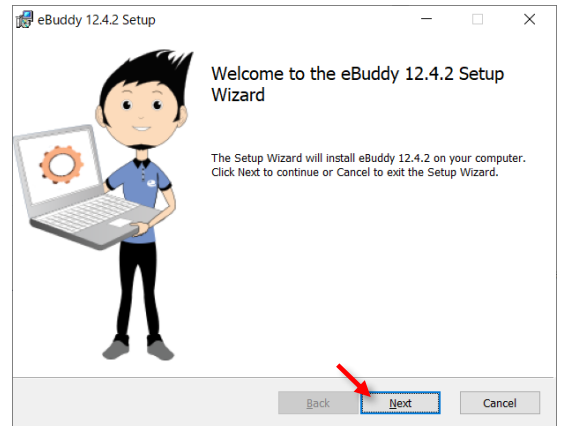 eBuddy 12.4.2 Setup
Welcome to the eBuddy 12.4.2 Setup
Wizard
The Setup Wizard will install eBuddy 12.4.2 on your computer.
Click Next to continue or Cancel to exit the Setup Wizard.
Back Next Cancel